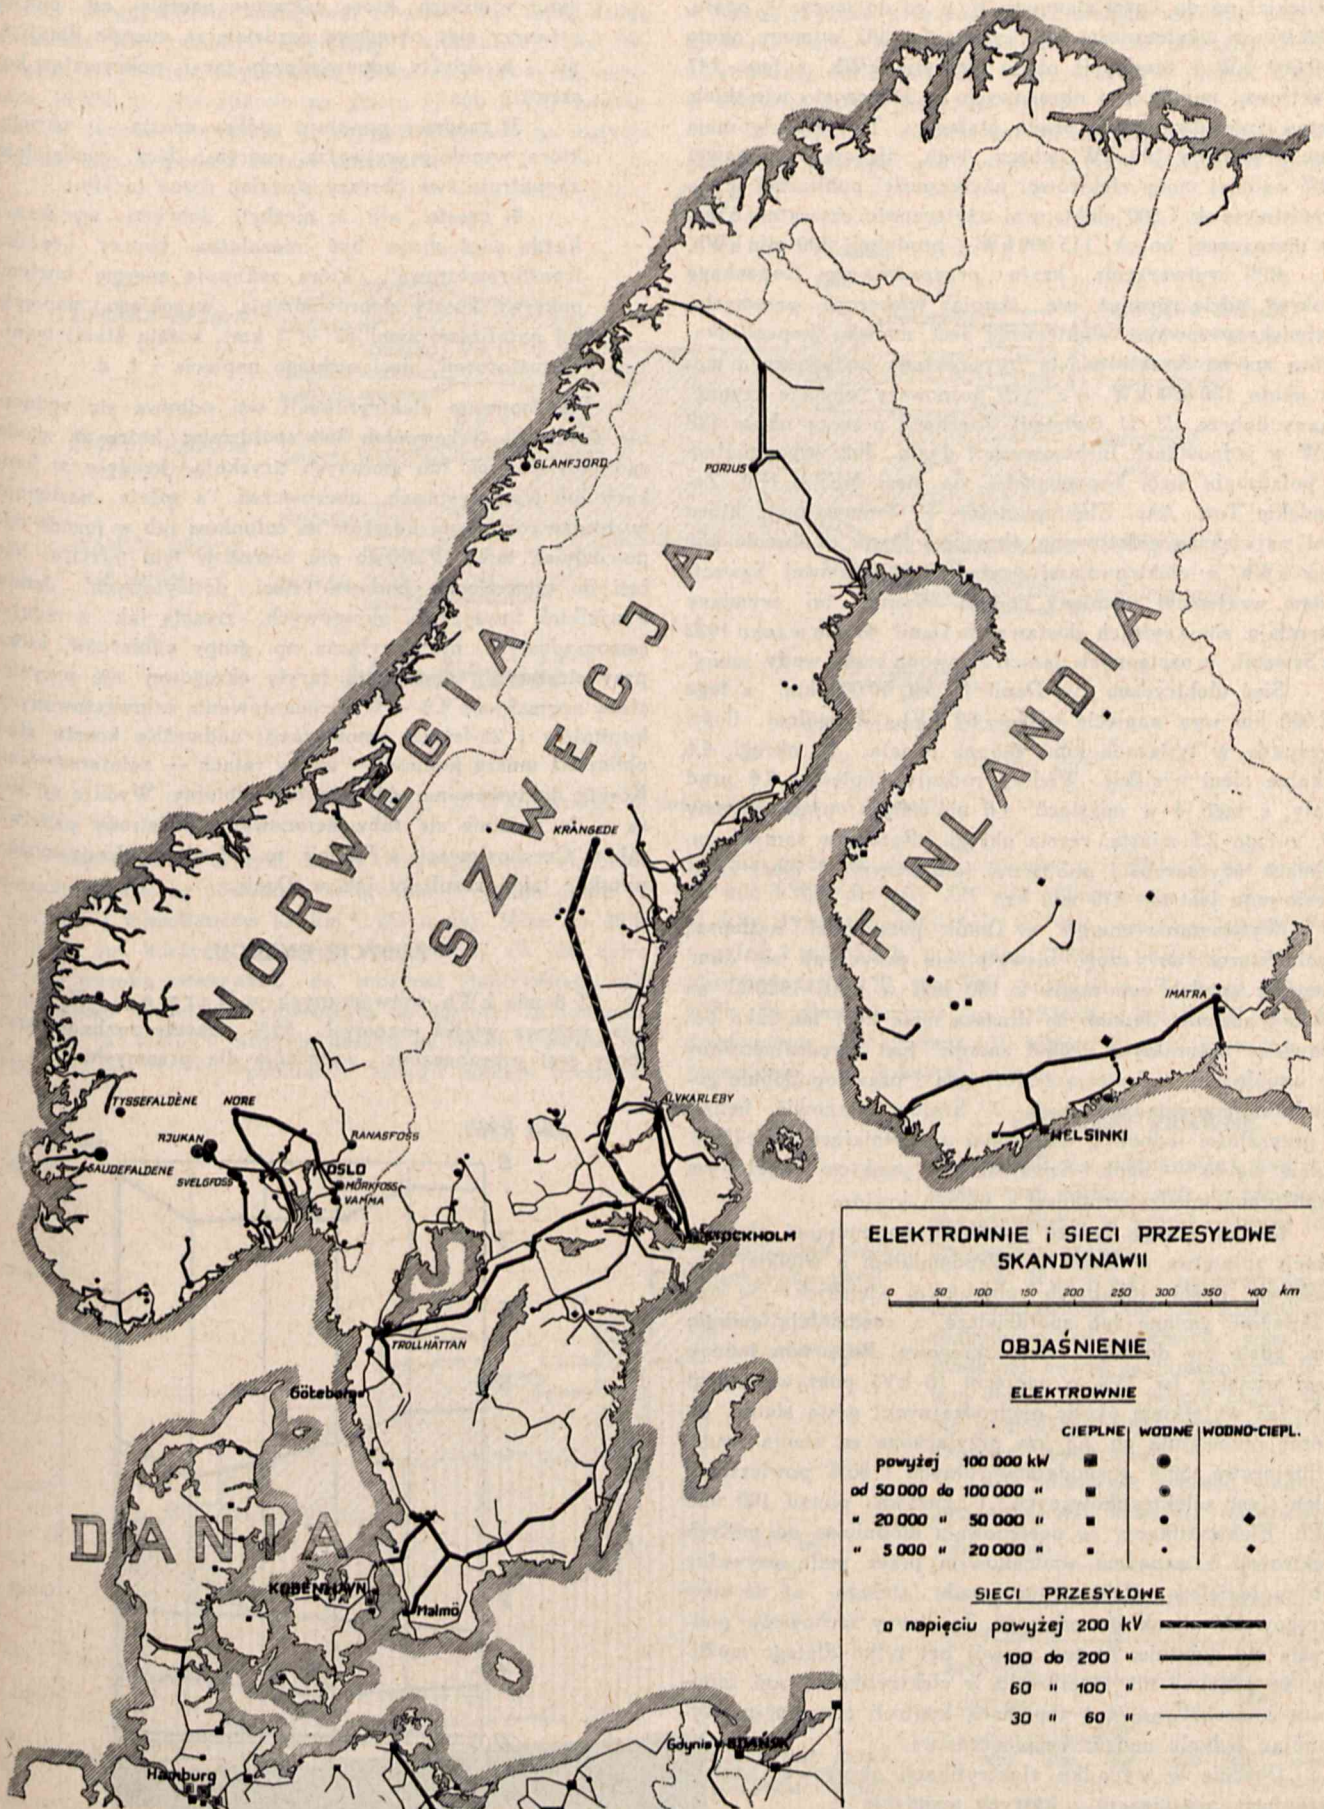 GLAMFJORD
PORJUS
NORWEGIA
SZWECJA
FINLANDIA
KRÅNGEDE
IMATRA
HELSINKI
TYSSEFALDENE
NORE
ÄLVKARLEBY
RJUKAN
RANASFOSS
SAUDEFALDENE
SVELGFOSS
OSLO
MÖRKFOSS
VAMMA
STOCKHOLM
TROLLHÄTTAN
Göteborg
DANIA
KØBENHAVN
Malmö
Hamburg
Gdynia
GDAŃSK
ELEKTROWNIE i SIECI PRZESYŁOWE
SKANDYNAWII
0 50 100 150 200 250 300 350 400 km
OBJAŚNIENIE
ELEKTROWNIE
CIEPLNE WODNE WODNO-CIEPL.
powyżej 100 000 kW
od 50 000 do 100 000 "
" 20 000 " 50 000 "
" 5 000 " 20 000 "
SIECI PRZESYŁOWE
o napięciu powyżej 200 kV
100 do 200 "
60 " 100 "
30 " 60 "